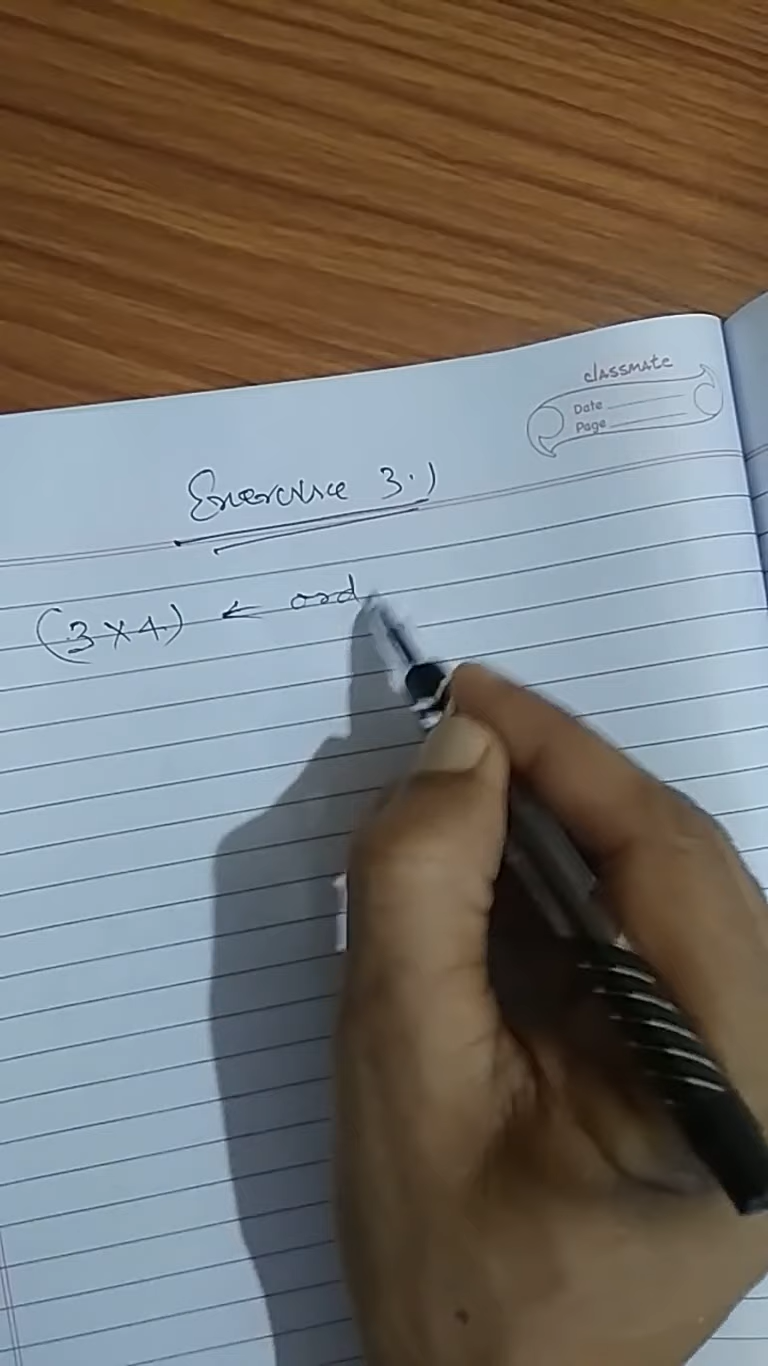 classmate
Date
Page
Exercise 3.1
(3×4) ← ord